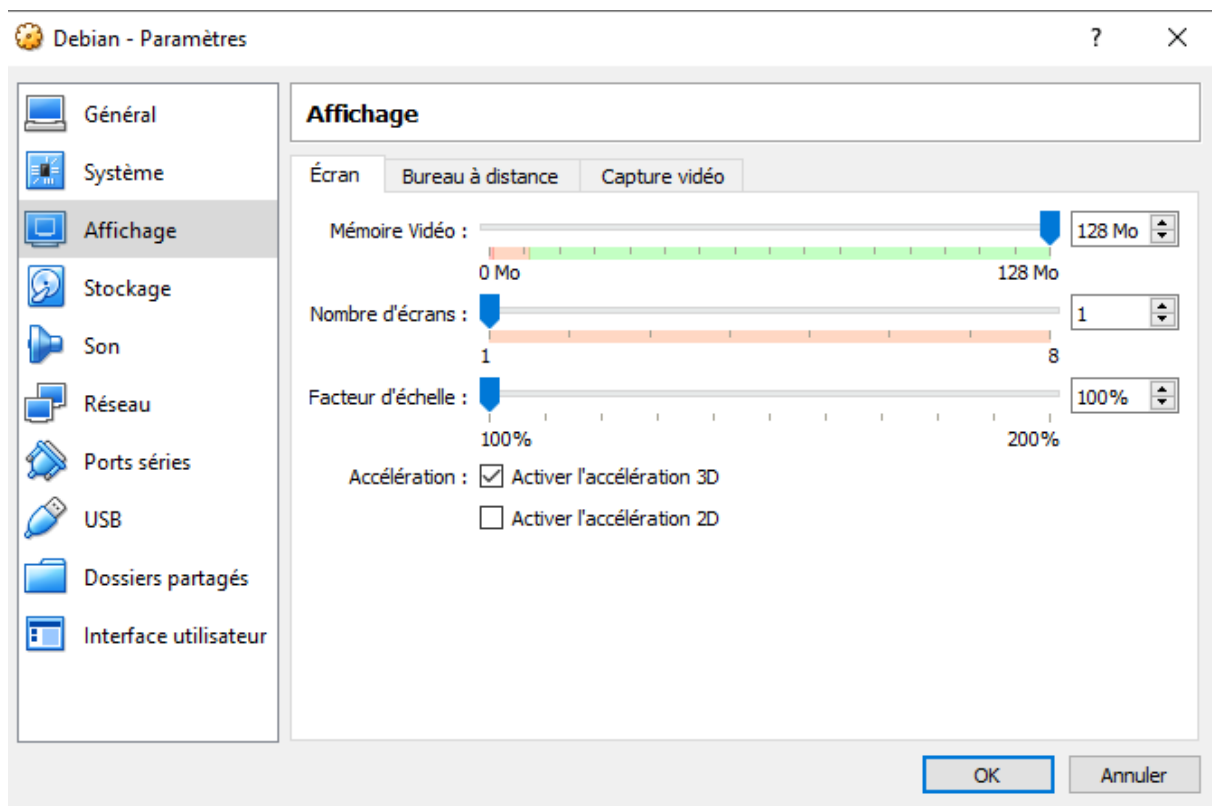 Debian - Paramètres
?
Général
Système
Affichage
Stockage
Son
Réseau
Ports séries
USB
Dossiers partagés
Interface utilisateur
Affichage
Écran Bureau à distance Capture vidéo
Mémoire Vidéo : 128 Mo
0 Mo 128 Mo
Nombre d'écrans : 1
1 8
Facteur d'échelle : 100%
100% 200%
Accélération : Activer l'accélération 3D
Activer l'accélération 2D
OK Annuler